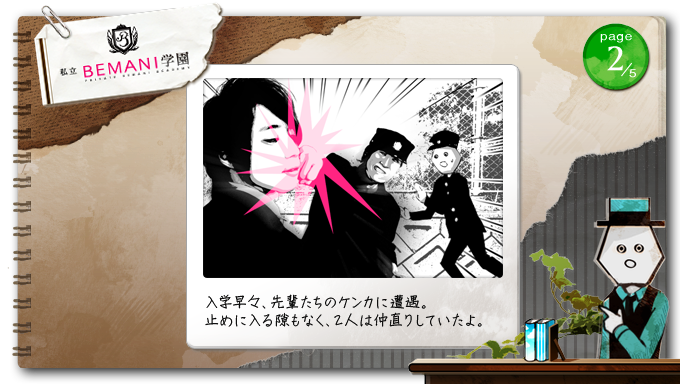 私立 BEMANI学園
PRIVATE BEMANI ACADEMY
page
2/5
入学早々、先輩たちのケンカに遭遇。
止めに入る隙もなく、2人は仲直りしていたよ。